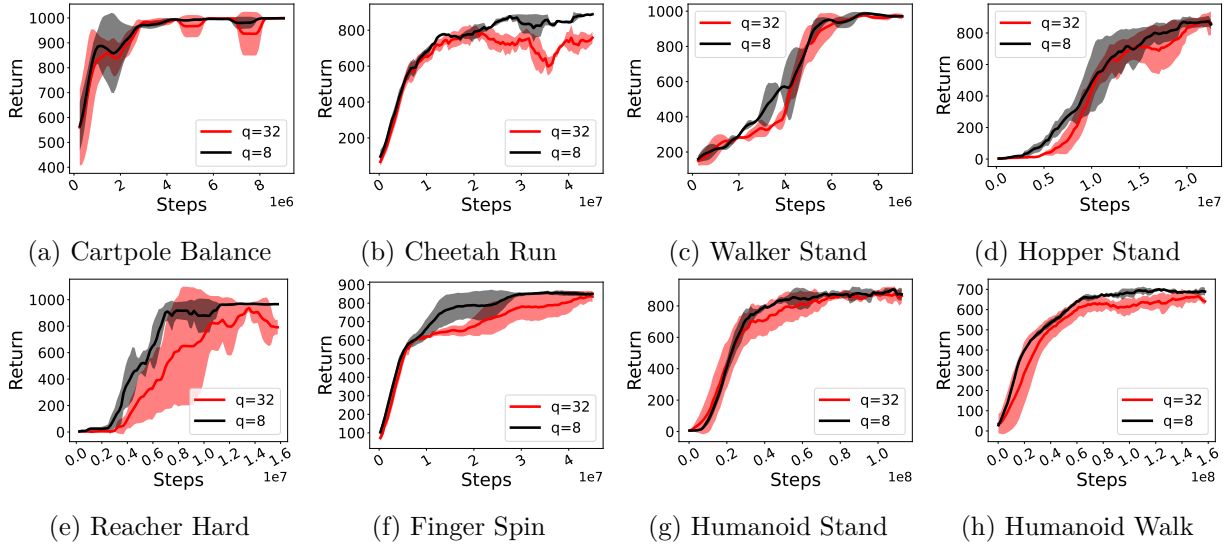 1000
900
800
700
600
500
400
Return
q=32
q=8
0
2
4
6
8
1e6
Steps
(a) Cartpole Balance
800
600
400
200
Return
q=32
q=8
0
1
2
3
4
1e7
Steps
(b) Cheetah Run
1000
800
600
400
200
Return
q=32
q=8
0
2
4
6
8
1e6
Steps
(c) Walker Stand
800
600
400
200
0
Return
q=32
q=8
0.0
0.5
1.0
1.5
2.0
1e7
Steps
(d) Hopper Stand
1000
800
600
400
200
0
Return
q=32
q=8
0.0
0.2
0.4
0.6
0.8
1.0
1.2
1.4
1.6
1e7
Steps
(e) Reacher Hard
900
800
700
600
500
400
300
200
100
Return
q=32
q=8
0
1
2
3
4
1e7
Steps
(f) Finger Spin
800
600
400
200
0
Return
q=32
q=8
0.0
0.2
0.4
0.6
0.8
1.0
1e8
Steps
(g) Humanoid Stand
700
600
500
400
300
200
100
0
Return
q=32
q=8
0.0
0.2
0.4
0.6
0.8
1.0
1.2
1.4
1.6
1e8
Steps
(h) Humanoid Walk